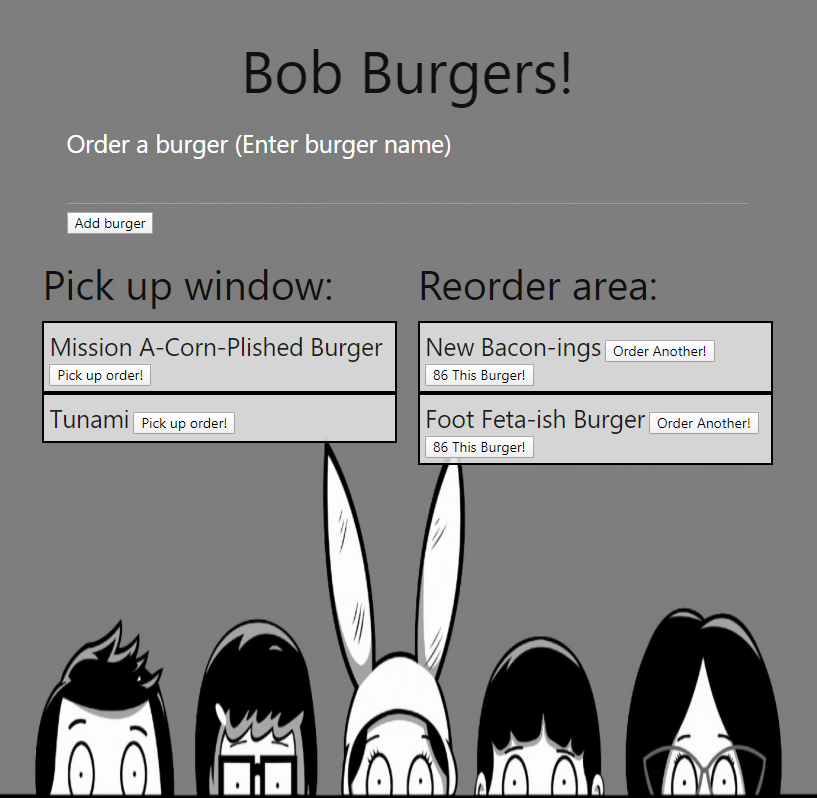 Bob Burgers!
Order a burger (Enter burger name)
Add burger
Pick up window:
Mission A-Corn-Plished Burger
Pick up order!
Tunami Pick up order!
Reorder area:
New Bacon-ings Order Another!
86 This Burger!
Foot Feta-ish Burger Order Another!
86 This Burger!